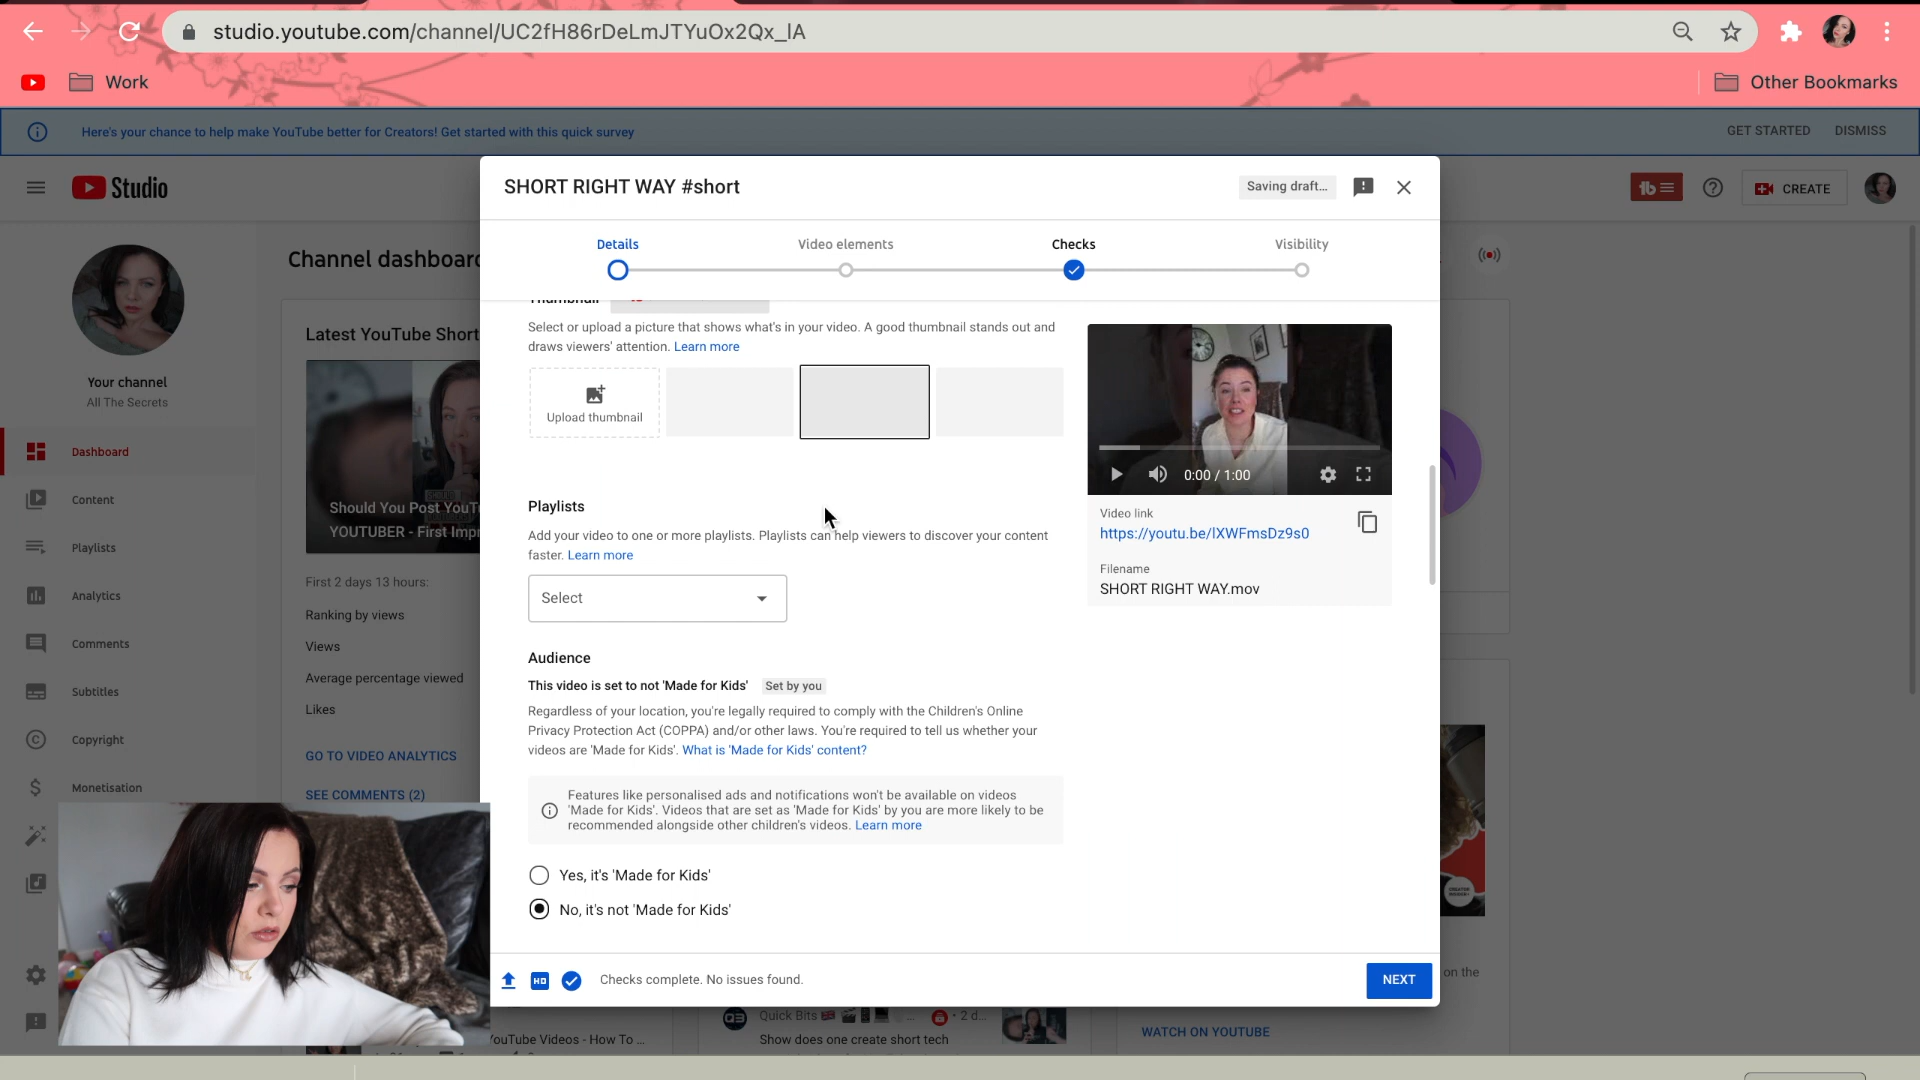 studio.youtube.com/channel/UC2fH86rDeLmJTYuOx2Qx_lA
Work
Other Bookmarks
Here's your chance to help make YouTube better for Creators! Get started with this quick survey
GET STARTED
DISMISS
Studio
CREATE
SHORT RIGHT WAY #short
Saving draft...
Details
Video elements
Checks
Visibility
Channel dashboard
Your channel
All The Secrets
Dashboard
Content
Playlists
Analytics
Comments
Subtitles
Copyright
Monetisation
Latest YouTube Short
Should You Post YouT
YOUTUBER - First Impr
First 2 days 13 hours:
Ranking by views
Views
Average percentage viewed
Likes
GO TO VIDEO ANALYTICS
SEE COMMENTS (2)
Thumbnail
Select or upload a picture that shows what's in your video. A good thumbnail stands out and
draws viewers' attention. Learn more
Upload thumbnail
Playlists
Add your video to one or more playlists. Playlists can help viewers to discover your content
faster. Learn more
Select
Audience
This video is set to not 'Made for Kids' Set by you
Regardless of your location, you're legally required to comply with the Children's Online
Privacy Protection Act (COPPA) and/or other laws. You're required to tell us whether your
videos are 'Made for Kids'. What is 'Made for Kids' content?
Features like personalised ads and notifications won't be available on videos
'Made for Kids'. Videos that are set as 'Made for Kids' by you are more likely to be
recommended alongside other children's videos. Learn more
Yes, it's 'Made for Kids'
No, it's not 'Made for Kids'
0:00 / 1:00
Video link
https://youtu.be/lXWFmsDz9s0
Filename
SHORT RIGHT WAY.mov
HD
Checks complete. No issues found.
NEXT
on the
YouTube Videos - How To ...
Quick Bits
... • 2 d...
Show does one create short tech
WATCH ON YOUTUBE